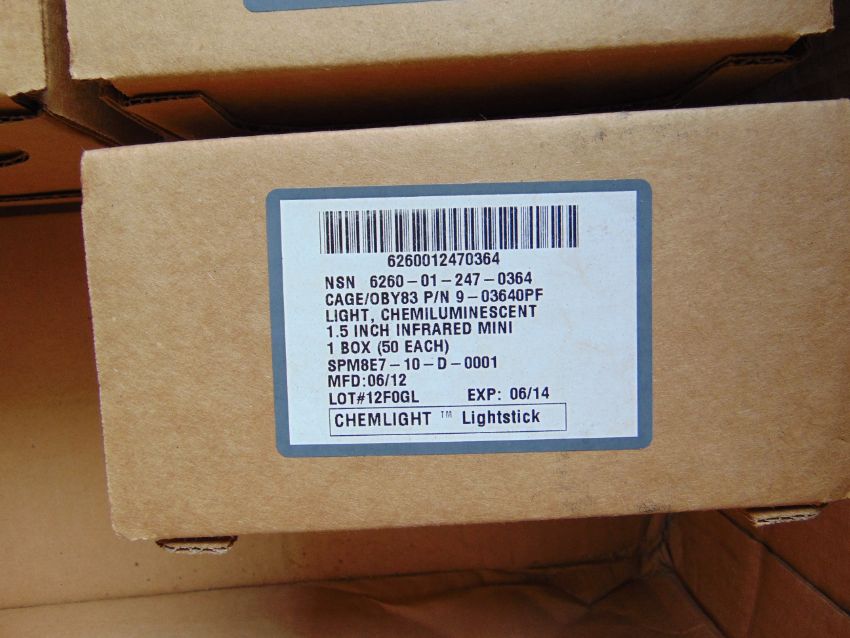 6260012470364
NSN 6260-01-247-0364
CAGE/OBY83 P/N 9-03640PF
LIGHT, CHEMILUMINESCENT
1.5 INCH INFRARED MINI
1 BOX (50 EACH)
SPM8E7-10-D-0001
MFD:06/12
LOT#12F0GL EXP: 06/14
CHEMLIGHT ™ Lightstick